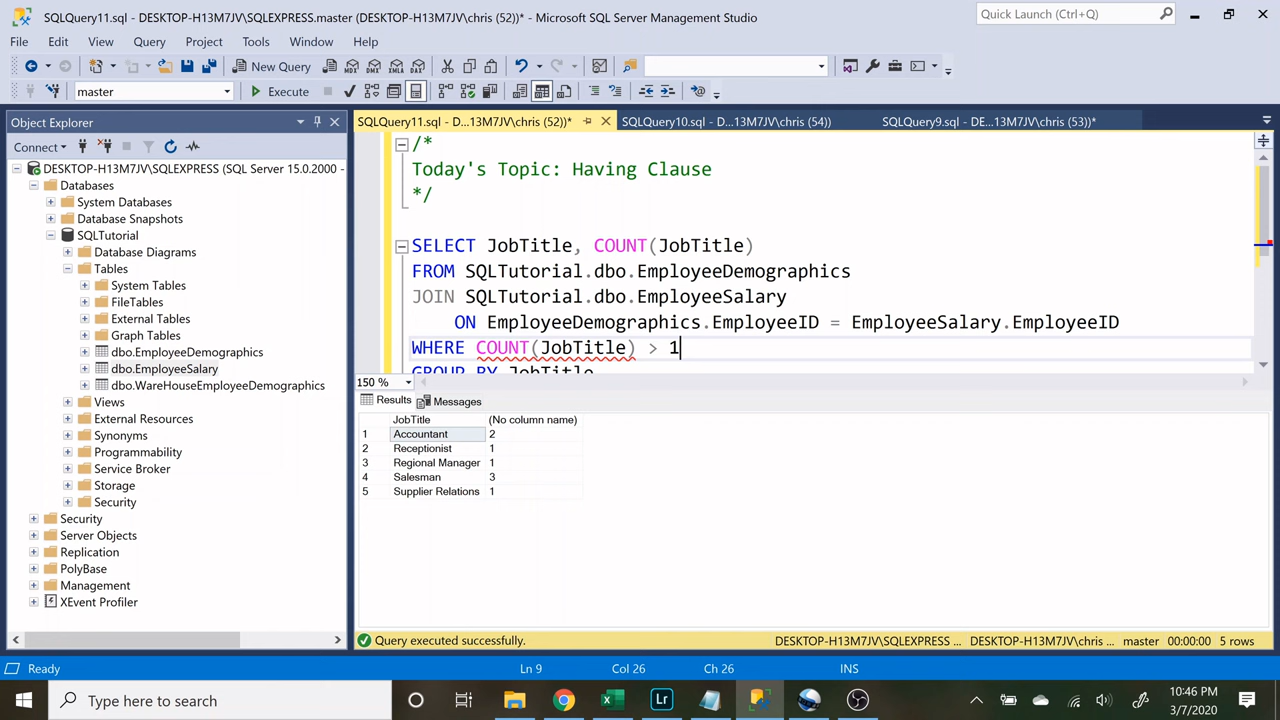 SQLQuery11.sql - DESKTOP-H13M7JV\SQLEXPRESS.master (DESKTOP-H13M7JV\chris (52))* - Microsoft SQL Server Management Studio
Quick Launch (Ctrl+Q)
File Edit View Query Project Tools Window Help
New Query
MDX DMX XMLA DAX
master
Execute
Object Explorer
SQLQuery11.sql - D...13M7JV\chris (52))*
SQLQuery10.sql - D...13M7JV\chris (54))
SQLQuery9.sql - D...13M7JV\chris (53))*
Connect
DESKTOP-H13M7JV\SQLEXPRESS (SQL Server 15.0.2000 -
Databases
System Databases
Database Snapshots
SQLTutorial
Database Diagrams
Tables
System Tables
FileTables
External Tables
Graph Tables
dbo.EmployeeDemographics
dbo.EmployeeSalary
dbo.WareHouseEmployeeDemographics
Views
External Resources
Synonyms
Programmability
Service Broker
Storage
Security
Security
Server Objects
Replication
PolyBase
Management
XEvent Profiler
/*
Today's Topic: Having Clause
*/
SELECT JobTitle, COUNT(JobTitle)
FROM SQLTutorial.dbo.EmployeeDemographics
JOIN SQLTutorial.dbo.EmployeeSalary
ON EmployeeDemographics.EmployeeID = EmployeeSalary.EmployeeID
WHERE COUNT(JobTitle) > 1
GROUP BY JobTitle
150 %
Results Messages
JobTitle (No column name)
1 Accountant 2
2 Receptionist 1
3 Regional Manager 1
4 Salesman 3
5 Supplier Relations 1
Query executed successfully.
DESKTOP-H13M7JV\SQLEXPRESS ... DESKTOP-H13M7JV\chris ... master 00:00:00 5 rows
Ready Ln 9 Col 26 Ch 26 INS
Type here to search
Lr
10:46 PM
3/7/2020